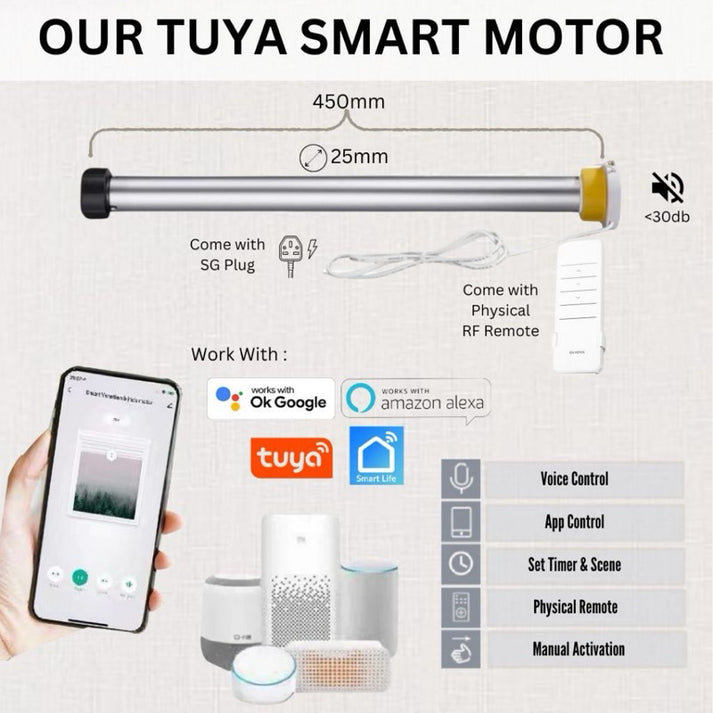 OUR TUYA SMART MOTOR
450mm
25mm
<30db
Come with
SG Plug
Come with
Physical
RF Remote
Work With :
works with
Ok Google
WORKS WITH
amazon alexa
tuya
Smart Life
Voice Control
App Control
Set Timer & Scene
Physical Remote
Manual Activation